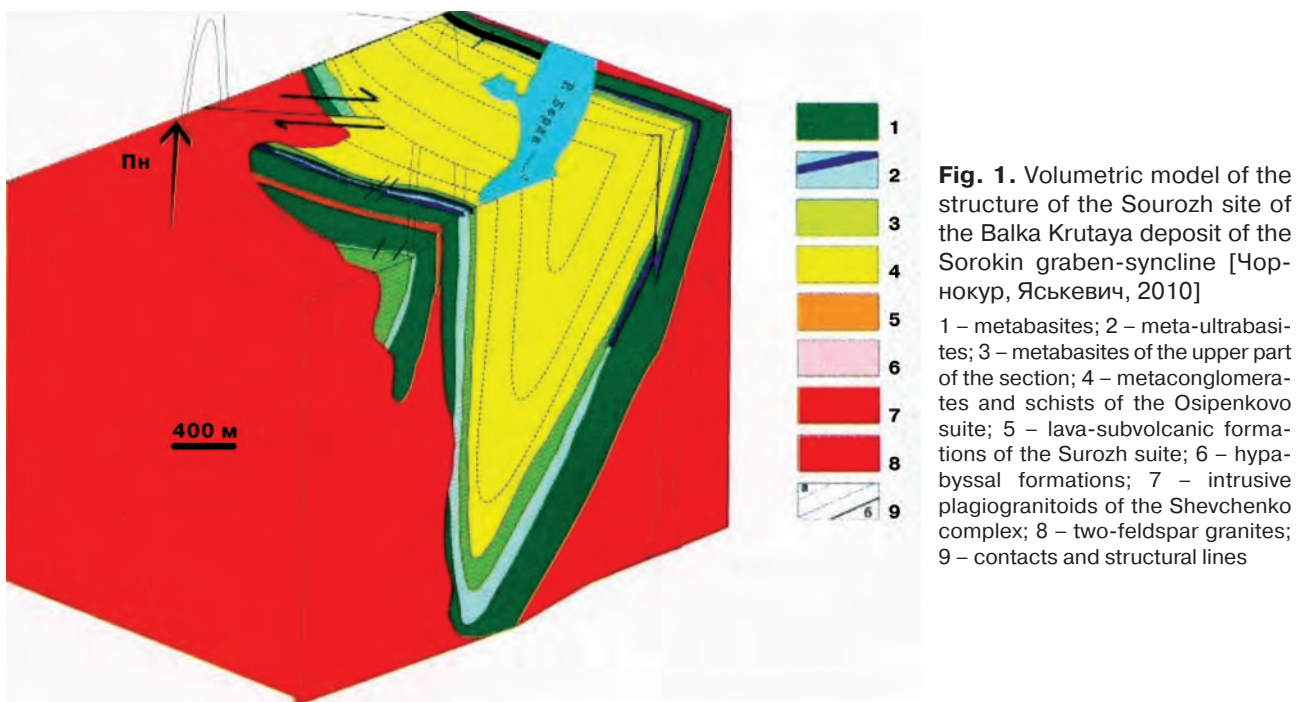 Р. Берда
Пн
400 м
1
2
3
4
5
6
7
8
а
б
9
Fig. 1. Volumetric model of the
structure of the Sourozh site of
the Balka Krutaya deposit of the
Sorokin graben-syncline [Чор-
нокур, Яськевич, 2010]
1 – metabasites; 2 – meta-ultrabasi-
tes; 3 – metabasites of the upper part
of the section; 4 – metaconglomera-
tes and schists of the Osipenkovo
suite; 5 – lava-subvolcanic forma-
tions of the Surozh suite; 6 – hypa-
byssal formations; 7 – intrusive
plagiogranitoids of the Shevchenko
complex; 8 – two-feldspar granites;
9 – contacts and structural lines